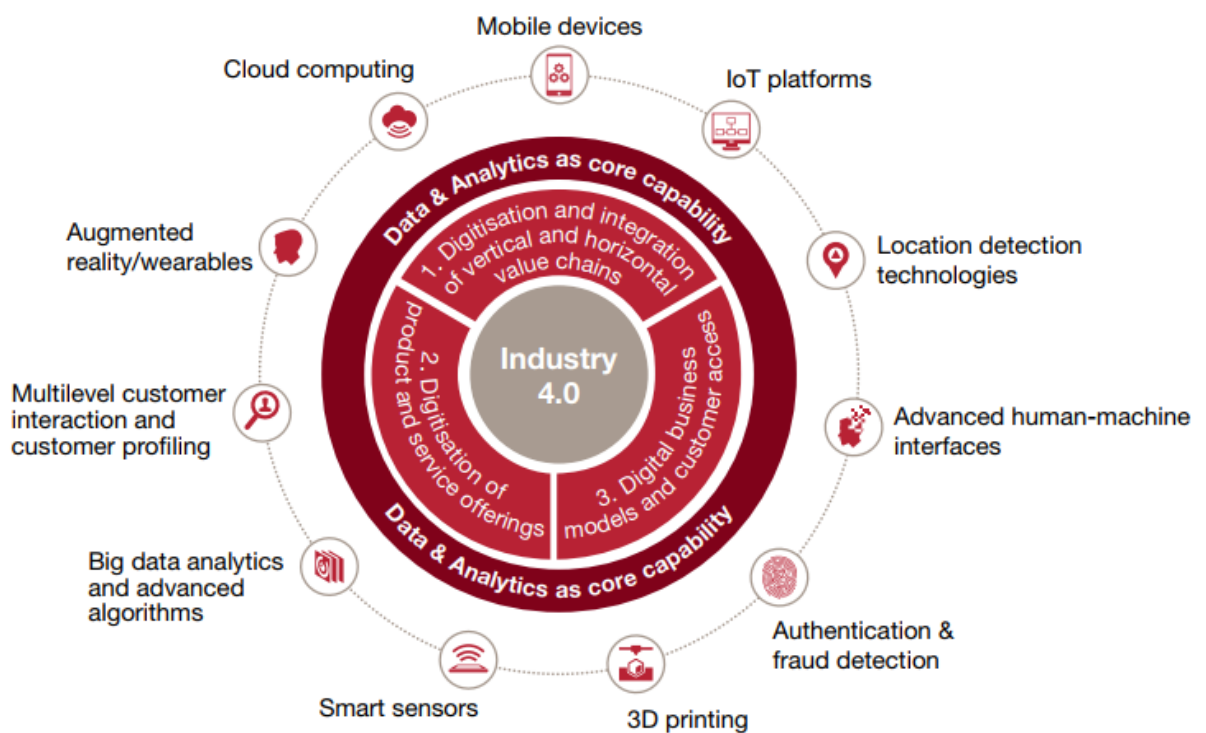 Mobile devices
Cloud computing
IoT platforms
Data & Analytics as core capability
1. Digitisation and integration
of vertical and horizontal
value chains
Augmented
reality/wearables
Location detection
technologies
Industry
4.0
2. Digitisation of
product and service offerings
3. Digital business
models and customer access
Multilevel customer
interaction and
customer profiling
Advanced human-machine
interfaces
Data & Analytics as core capability
Big data analytics
and advanced
algorithms
Authentication &
fraud detection
Smart sensors
3D printing